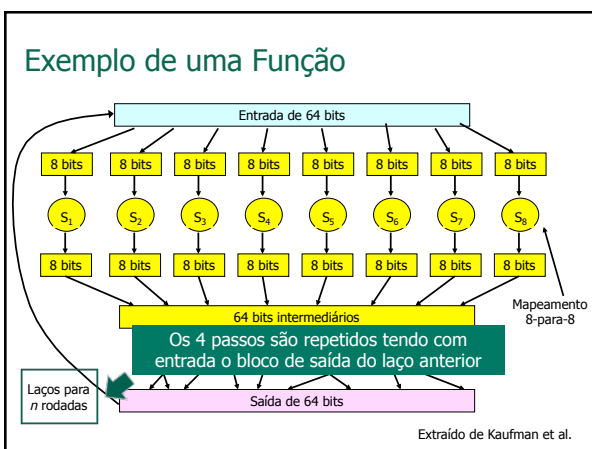 Exemplo de uma Função
Entrada de 64 bits
8 bits 8 bits 8 bits 8 bits 8 bits 8 bits 8 bits 8 bits
S1 S2 S3 S4 S5 S6 S7 S8
8 bits 8 bits 8 bits 8 bits 8 bits 8 bits 8 bits 8 bits
Mapeamento
8-para-8
64 bits intermediários
Os 4 passos são repetidos tendo com
entrada o bloco de saída do laço anterior
Laços para
n rodadas
Saída de 64 bits
Extraído de Kaufman et al.